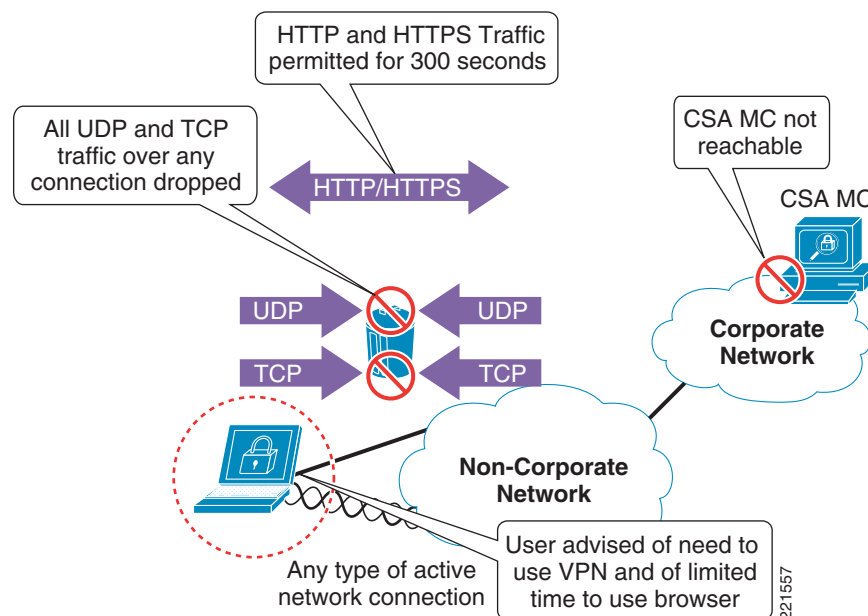 HTTP and HTTPS Traffic
permitted for 300 seconds
All UDP and TCP
traffic over any
connection dropped
CSA MC not
reachable
HTTP/HTTPS
CSA MC
UDP
UDP
Corporate
Network
TCP
TCP
Non-Corporate
Network
User advised of need to
use VPN and of limited
time to use browser
Any type of active
network connection
221557